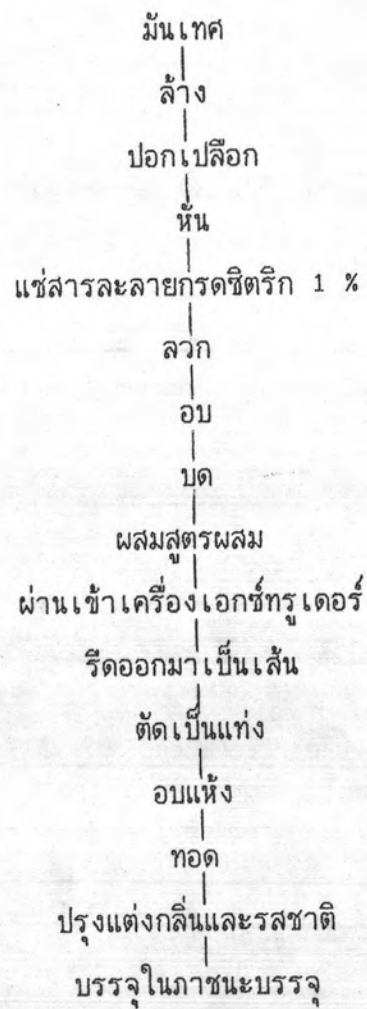 มันเทศ
ล้าง
ปอกเปลือก
หั่น
แช่สารละลายกรดซิตริก 1 %
ลวก
อบ
บด
ผสมสูตรผสม
ผ่านเข้าเครื่องเอกซ์ทรูเดอร์
รีดออกมาเป็นเส้น
ตัดเป็นแท่ง
อบแห้ง
ทอด
ปรุงแต่งกลิ่นและรสชาติ
บรรจุในภาชนะบรรจุ